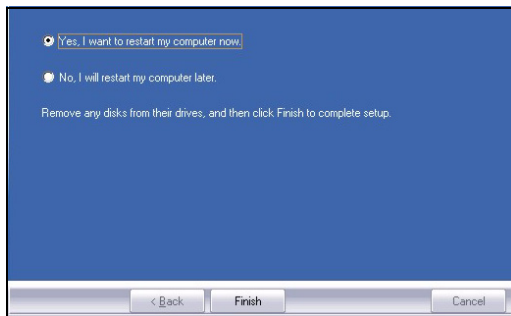 Yes, I want to restart my computer now.
No, I will restart my computer later.
Remove any disks from their drives, and then click Finish to complete setup.
< Back Finish Cancel